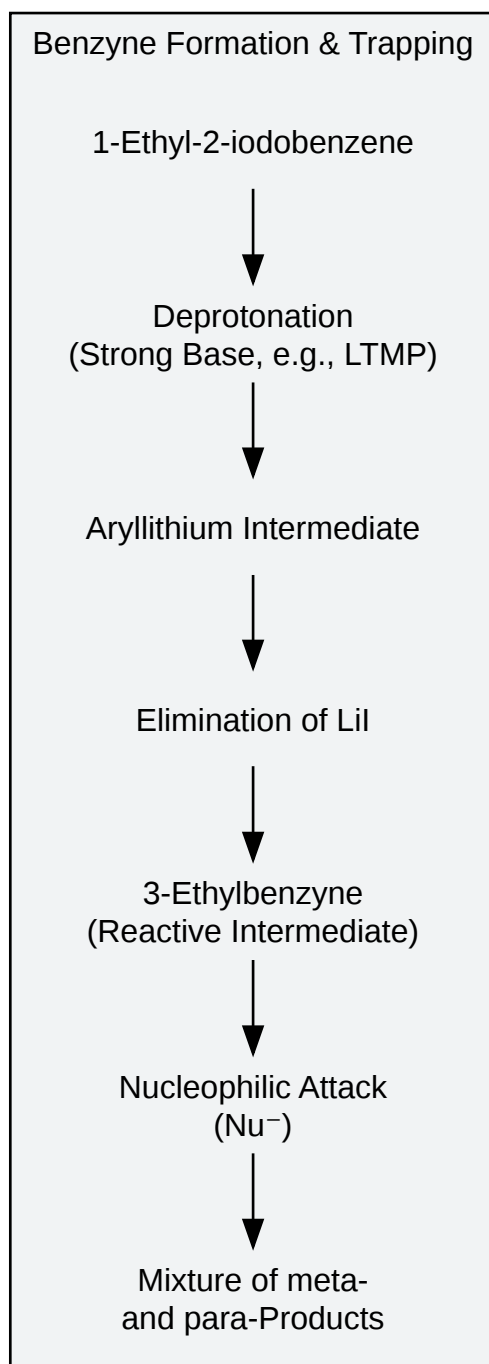 Benzyne Formation & Trapping
1-Ethyl-2-iodobenzene
Deprotonation
(Strong Base, e.g., LTMP)
Aryllithium Intermediate
Elimination of LiI
3-Ethylbenzyne
(Reactive Intermediate)
Nucleophilic Attack
(Nu⁻)
Mixture of meta-
and para-Products